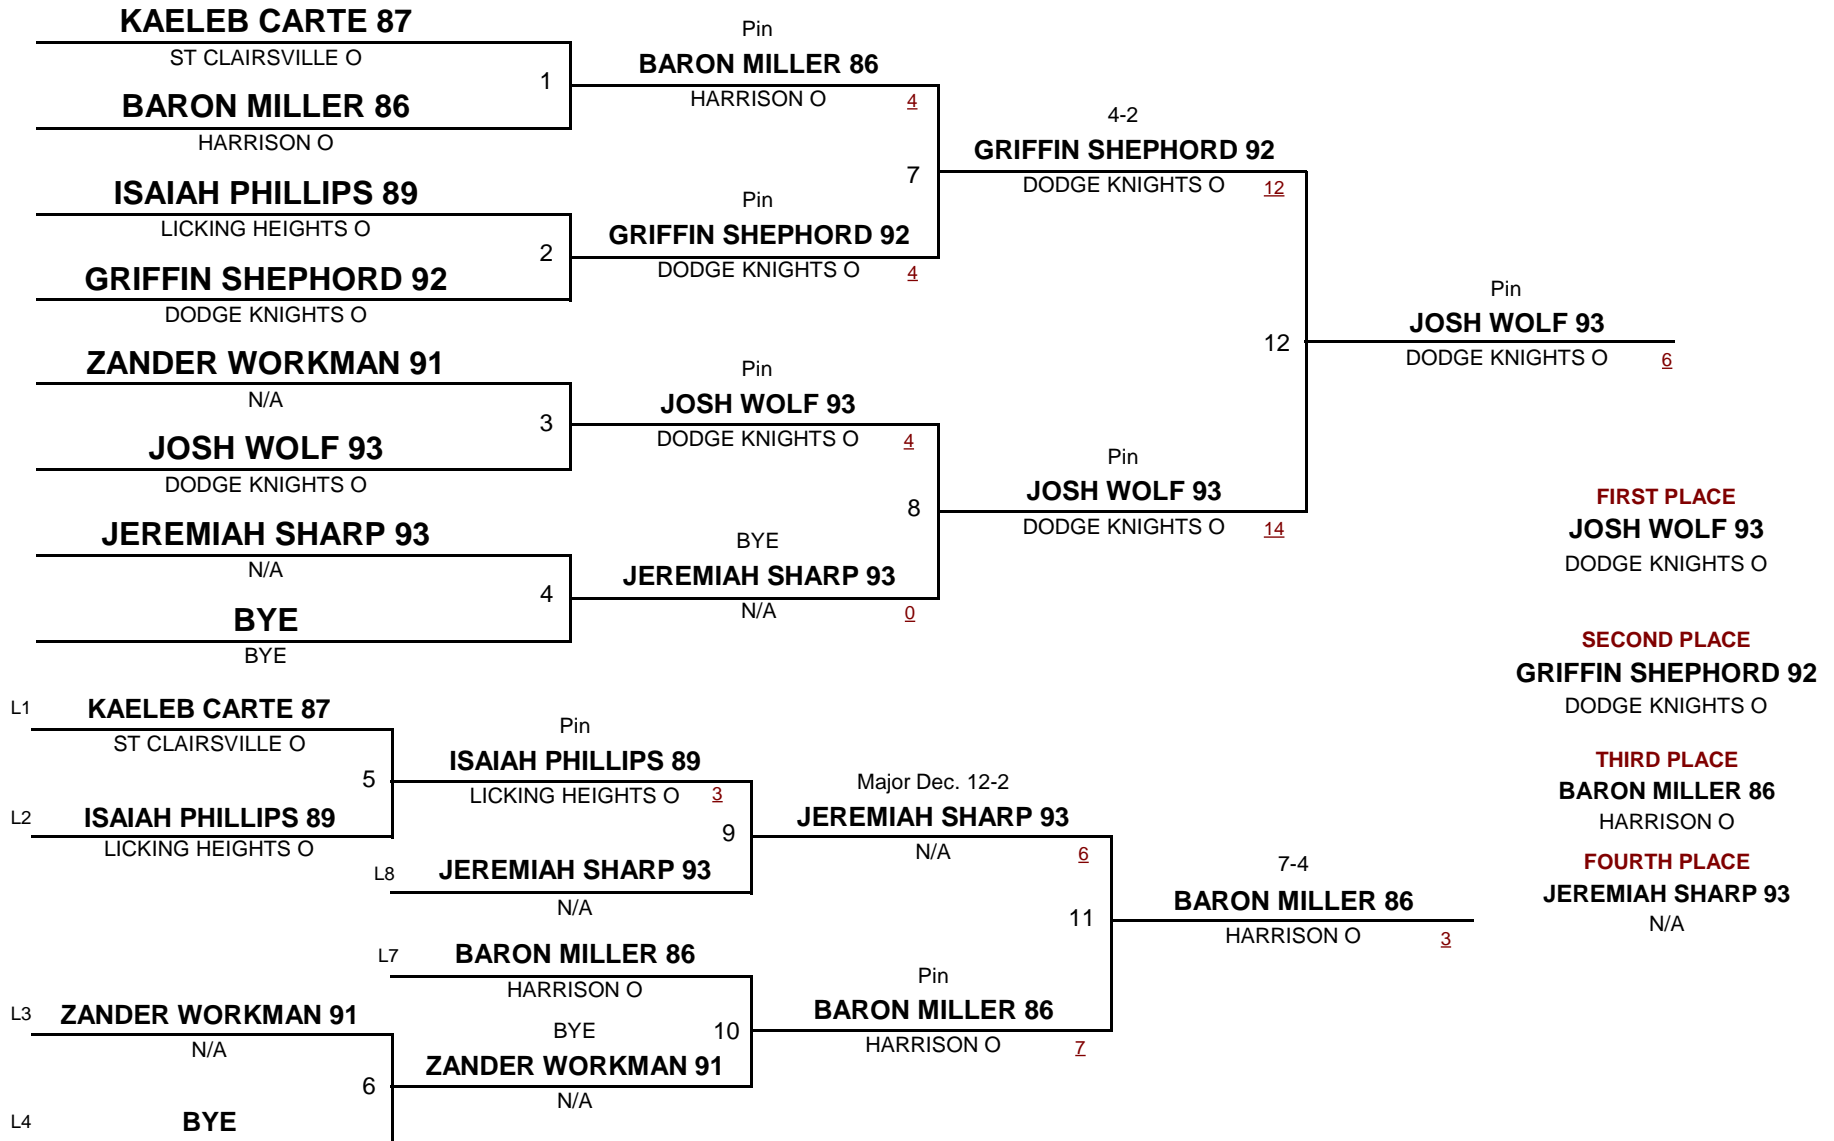 KAELEB CARTE 87
ST CLAIRSVILLE O
1
BARON MILLER 86
HARRISON O
ISAIAH PHILLIPS 89
LICKING HEIGHTS O
2
GRIFFIN SHEPHORD 92
DODGE KNIGHTS O
ZANDER WORKMAN 91
N/A
3
JOSH WOLF 93
DODGE KNIGHTS O
JEREMIAH SHARP 93
N/A
4
BYE
BYE
Pin
BARON MILLER 86
HARRISON O 4
7
Pin
GRIFFIN SHEPHORD 92
DODGE KNIGHTS O 4
Pin
JOSH WOLF 93
DODGE KNIGHTS O 4
8
BYE
JEREMIAH SHARP 93
N/A 0
4-2
GRIFFIN SHEPHORD 92
DODGE KNIGHTS O 12
12
Pin
JOSH WOLF 93
DODGE KNIGHTS O 14
Pin
JOSH WOLF 93
DODGE KNIGHTS O 6
FIRST PLACE
JOSH WOLF 93
DODGE KNIGHTS O
SECOND PLACE
GRIFFIN SHEPHORD 92
DODGE KNIGHTS O
THIRD PLACE
BARON MILLER 86
HARRISON O
FOURTH PLACE
JEREMIAH SHARP 93
N/A
L1 KAELEB CARTE 87
ST CLAIRSVILLE O
5
L2 ISAIAH PHILLIPS 89
LICKING HEIGHTS O
L3 ZANDER WORKMAN 91
N/A
6
L4 BYE
Pin
ISAIAH PHILLIPS 89
LICKING HEIGHTS O 3
9
L8 JEREMIAH SHARP 93
N/A
L7 BARON MILLER 86
HARRISON O
BYE 10
ZANDER WORKMAN 91
N/A
Major Dec. 12-2
JEREMIAH SHARP 93
N/A 6
11
Pin
BARON MILLER 86
HARRISON O 7
7-4
BARON MILLER 86
HARRISON O 3